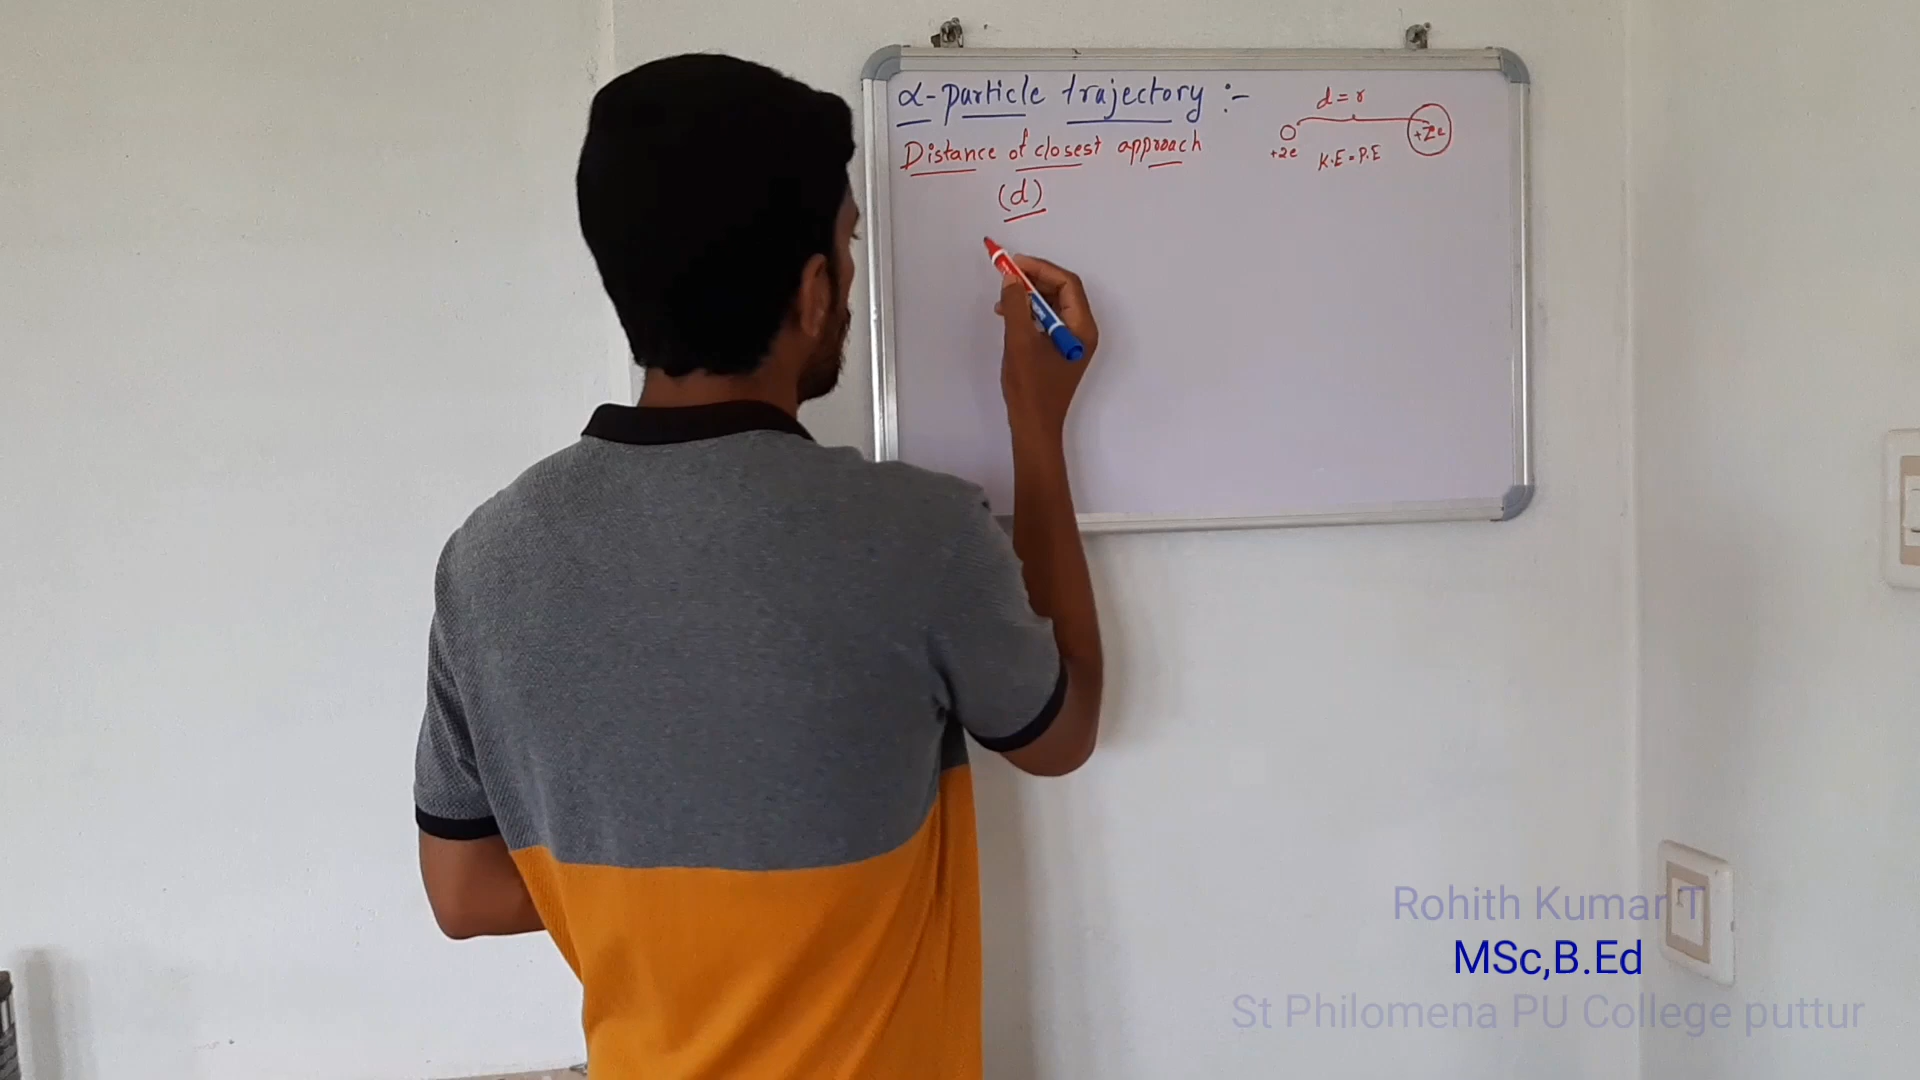 α-particle trajectory :-
Distance of closest approach
(d)
d = r
+2e
+Ze
K.E = P.E
Rohith Kumar T
MSc,B.Ed
St Philomena PU College puttur